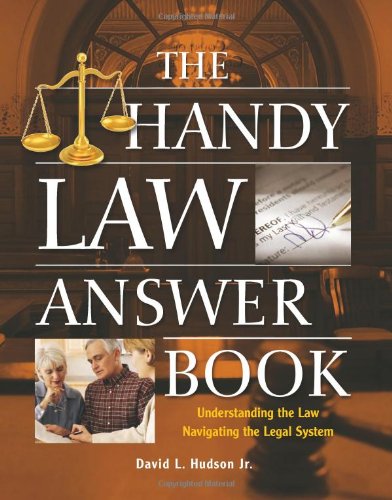 THE
HANDY
LAW
ANSWER
BOOK
Understanding the Law
Navigating the Legal System
David L. Hudson Jr.